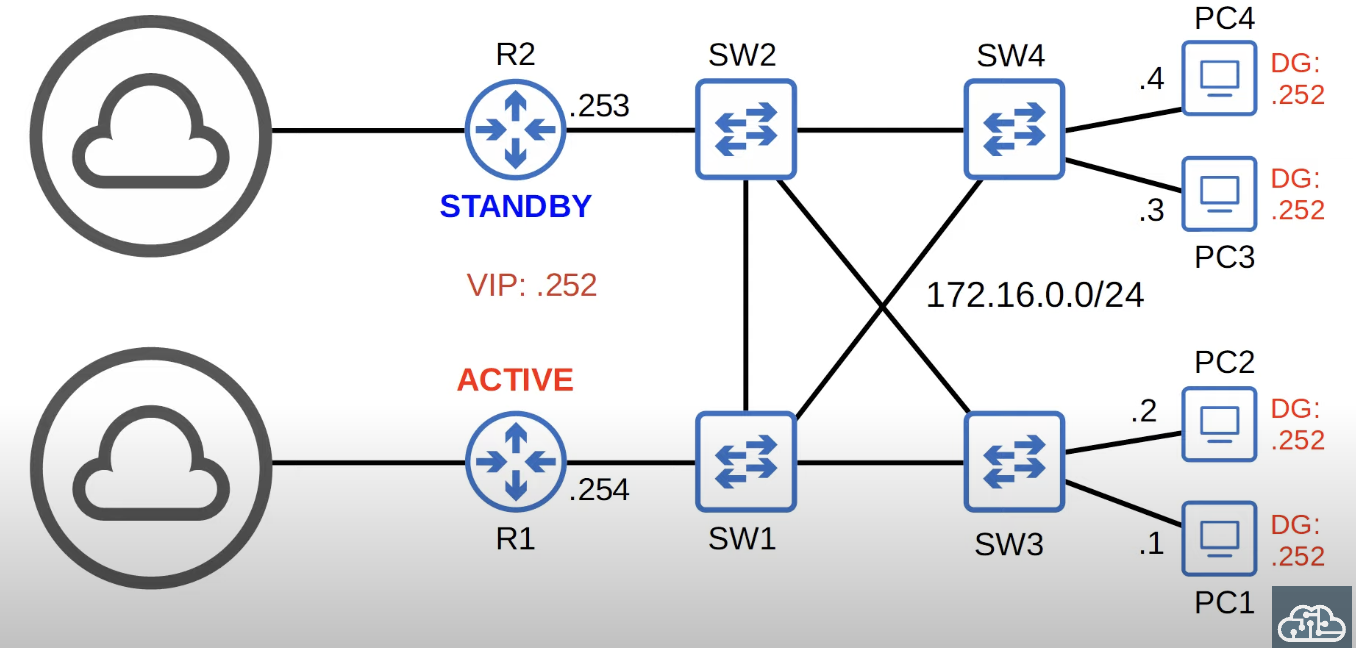 PC4
R2
SW2
SW4
.4
DG:
.252
.253
STANDBY
.3
DG:
.252
PC3
VIP: .252
172.16.0.0/24
ACTIVE
PC2
.2
DG:
.252
.254
R1
SW1
SW3
.1
DG:
.252
PC1